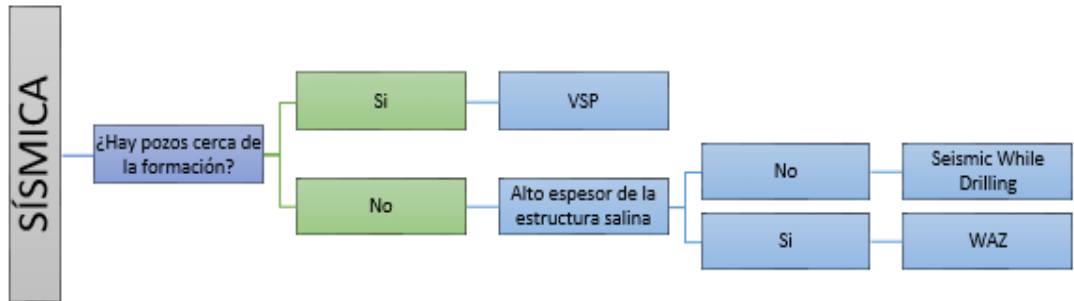 SÍSMICA
¿Hay pozos cerca de
la formación?
Si
VSP
No
Alto espesor de la
estructura salina
No
Seismic While
Drilling
Si
WAZ